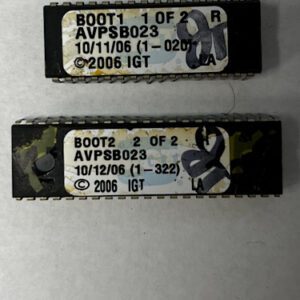 BOOT1 1 OF 2 R
AVPSB023
10/11/06 (1-020)
©2006 IGT LA
BOOT2 2 OF 2
AVPSB023
10/12/06 (1-322)
©2006 IGT LA